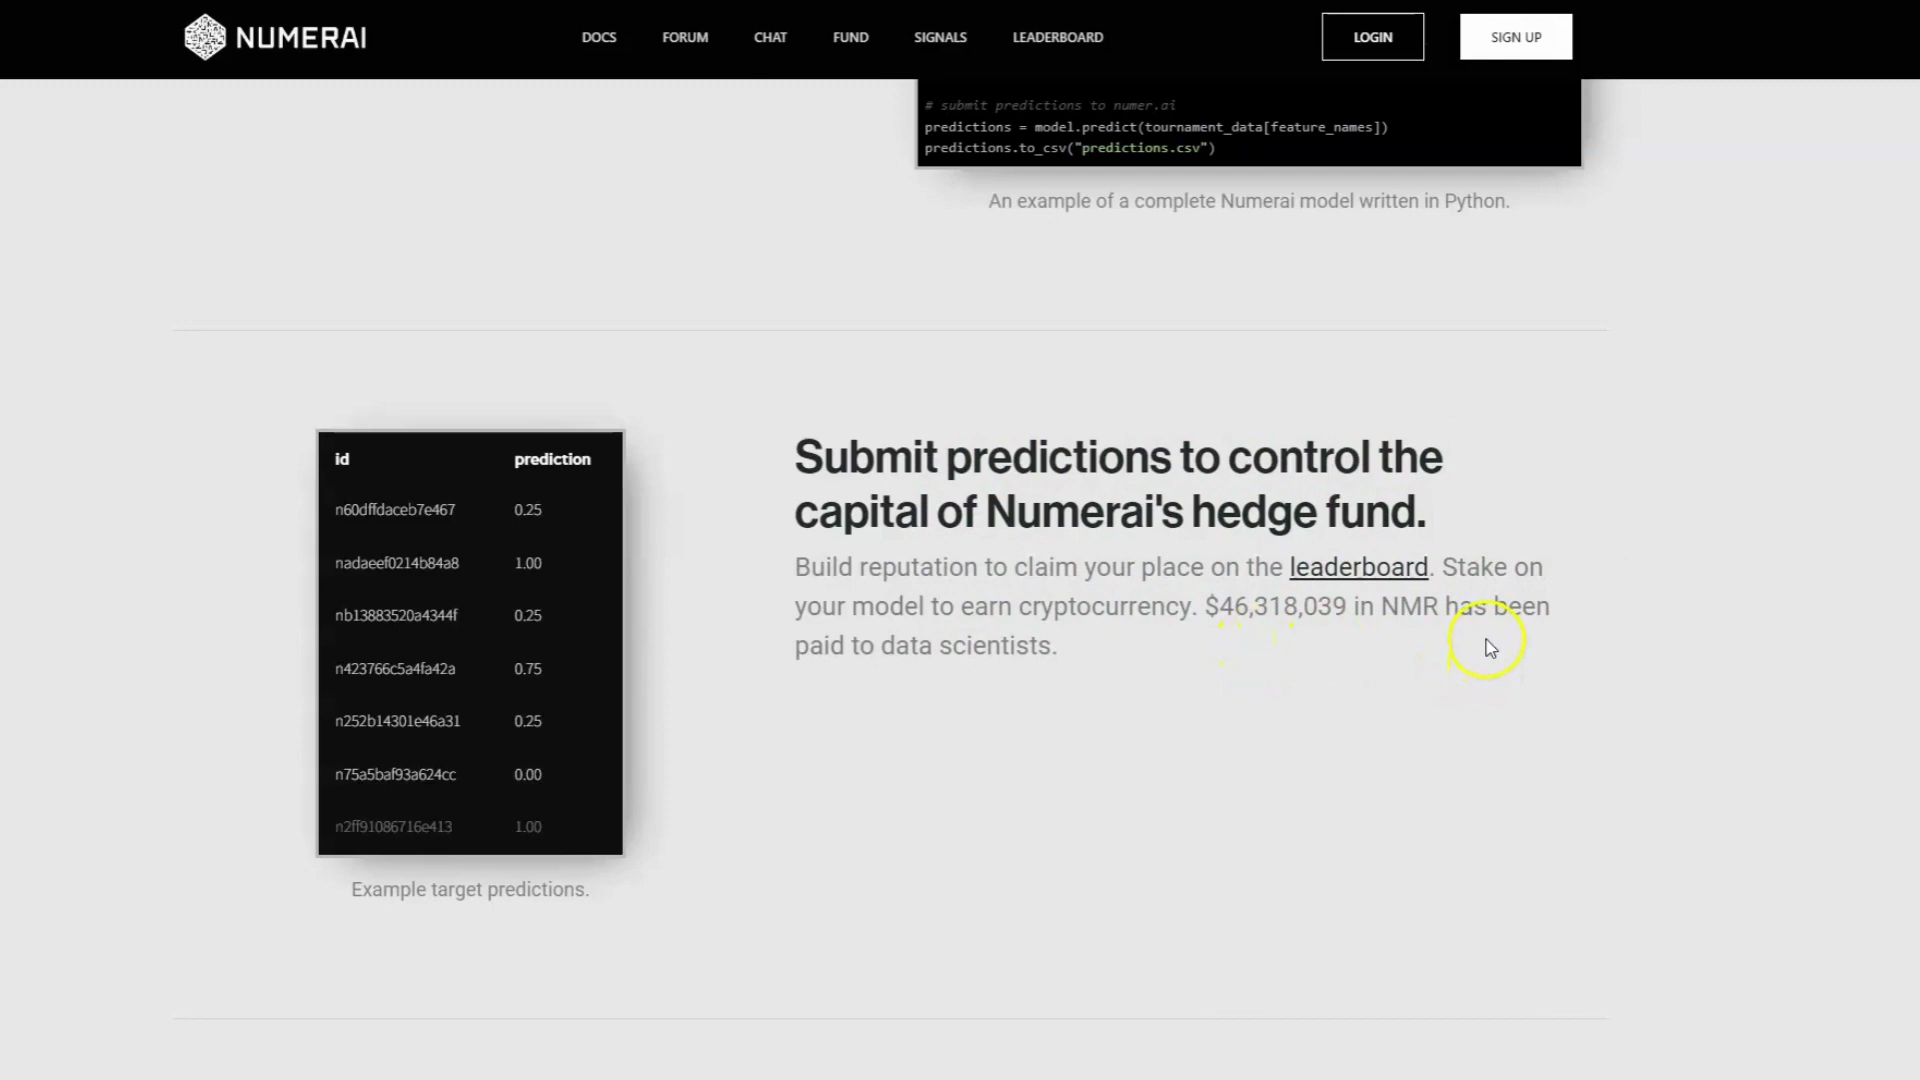 NUMERAI DOCS FORUM CHAT FUND SIGNALS LEADERBOARD LOGIN SIGN UP
# submit predictions to numer.ai
predictions = model.predict(tournament_data[feature_names])
predictions.to_csv("predictions.csv")
An example of a complete Numerai model written in Python.
id prediction
n60dffdaceb7e467 0.25
nadaeef0214b84a8 1.00
nb13883520a4344f 0.25
n423766c5a4fa42a 0.75
n252b14301e46a31 0.25
n75a5baf93a624cc 0.00
n2ff91086716e413 1.00
Example target predictions.
Submit predictions to control the
capital of Numerai's hedge fund.
Build reputation to claim your place on the leaderboard. Stake on
your model to earn cryptocurrency. $46,318,039 in NMR has been
paid to data scientists.